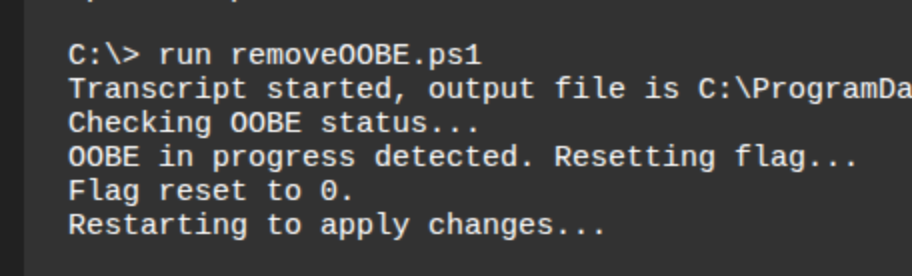 C:\> run removeOOBE.ps1
Transcript started, output file is C:\ProgramDa
Checking OOBE status...
OOBE in progress detected. Resetting flag...
Flag reset to 0.
Restarting to apply changes...